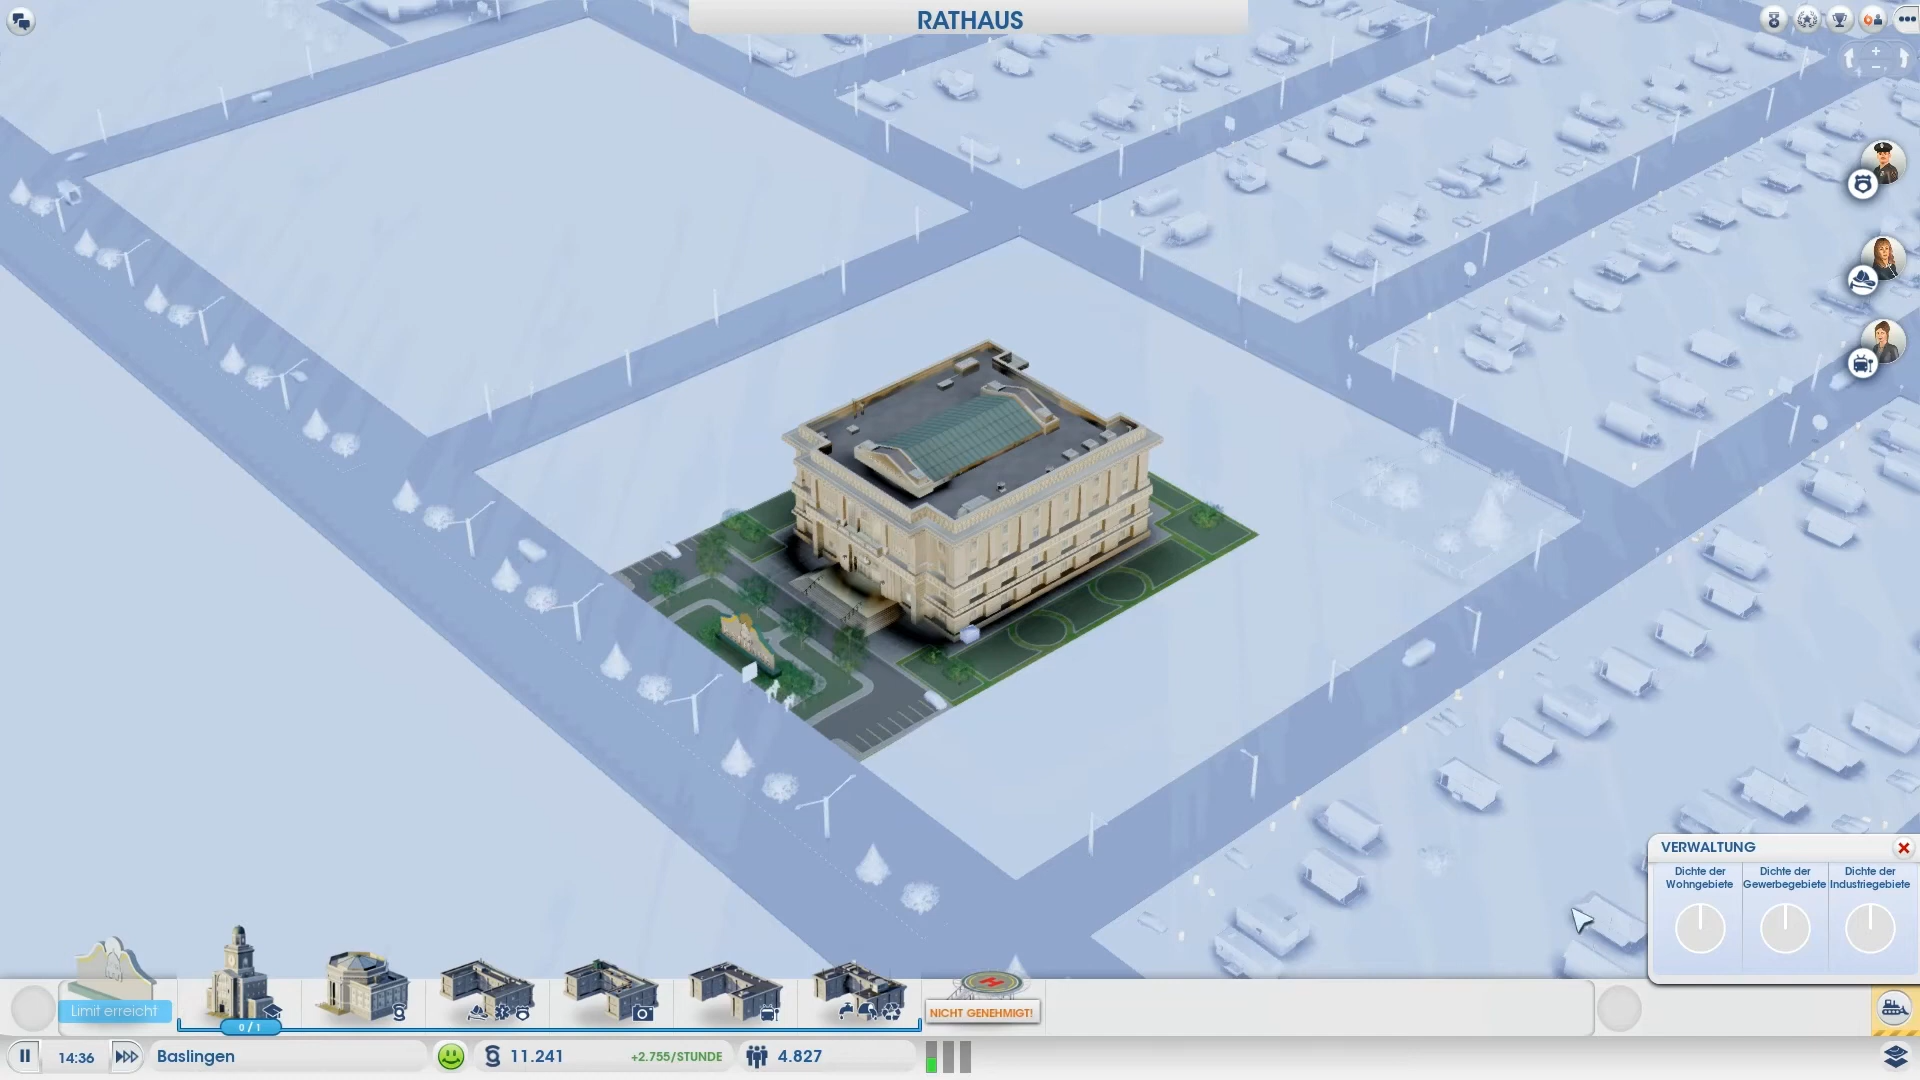 RATHAUS
VERWALTUNG
Dichte der Wohngebiete
Dichte der Gewerbegebiete
Dichte der Industriegebiete
Limit erreicht
0 / 1
NICHT GENEHMIGT!
14:36
Baslingen
11.241
+2.755/STUNDE
4.827